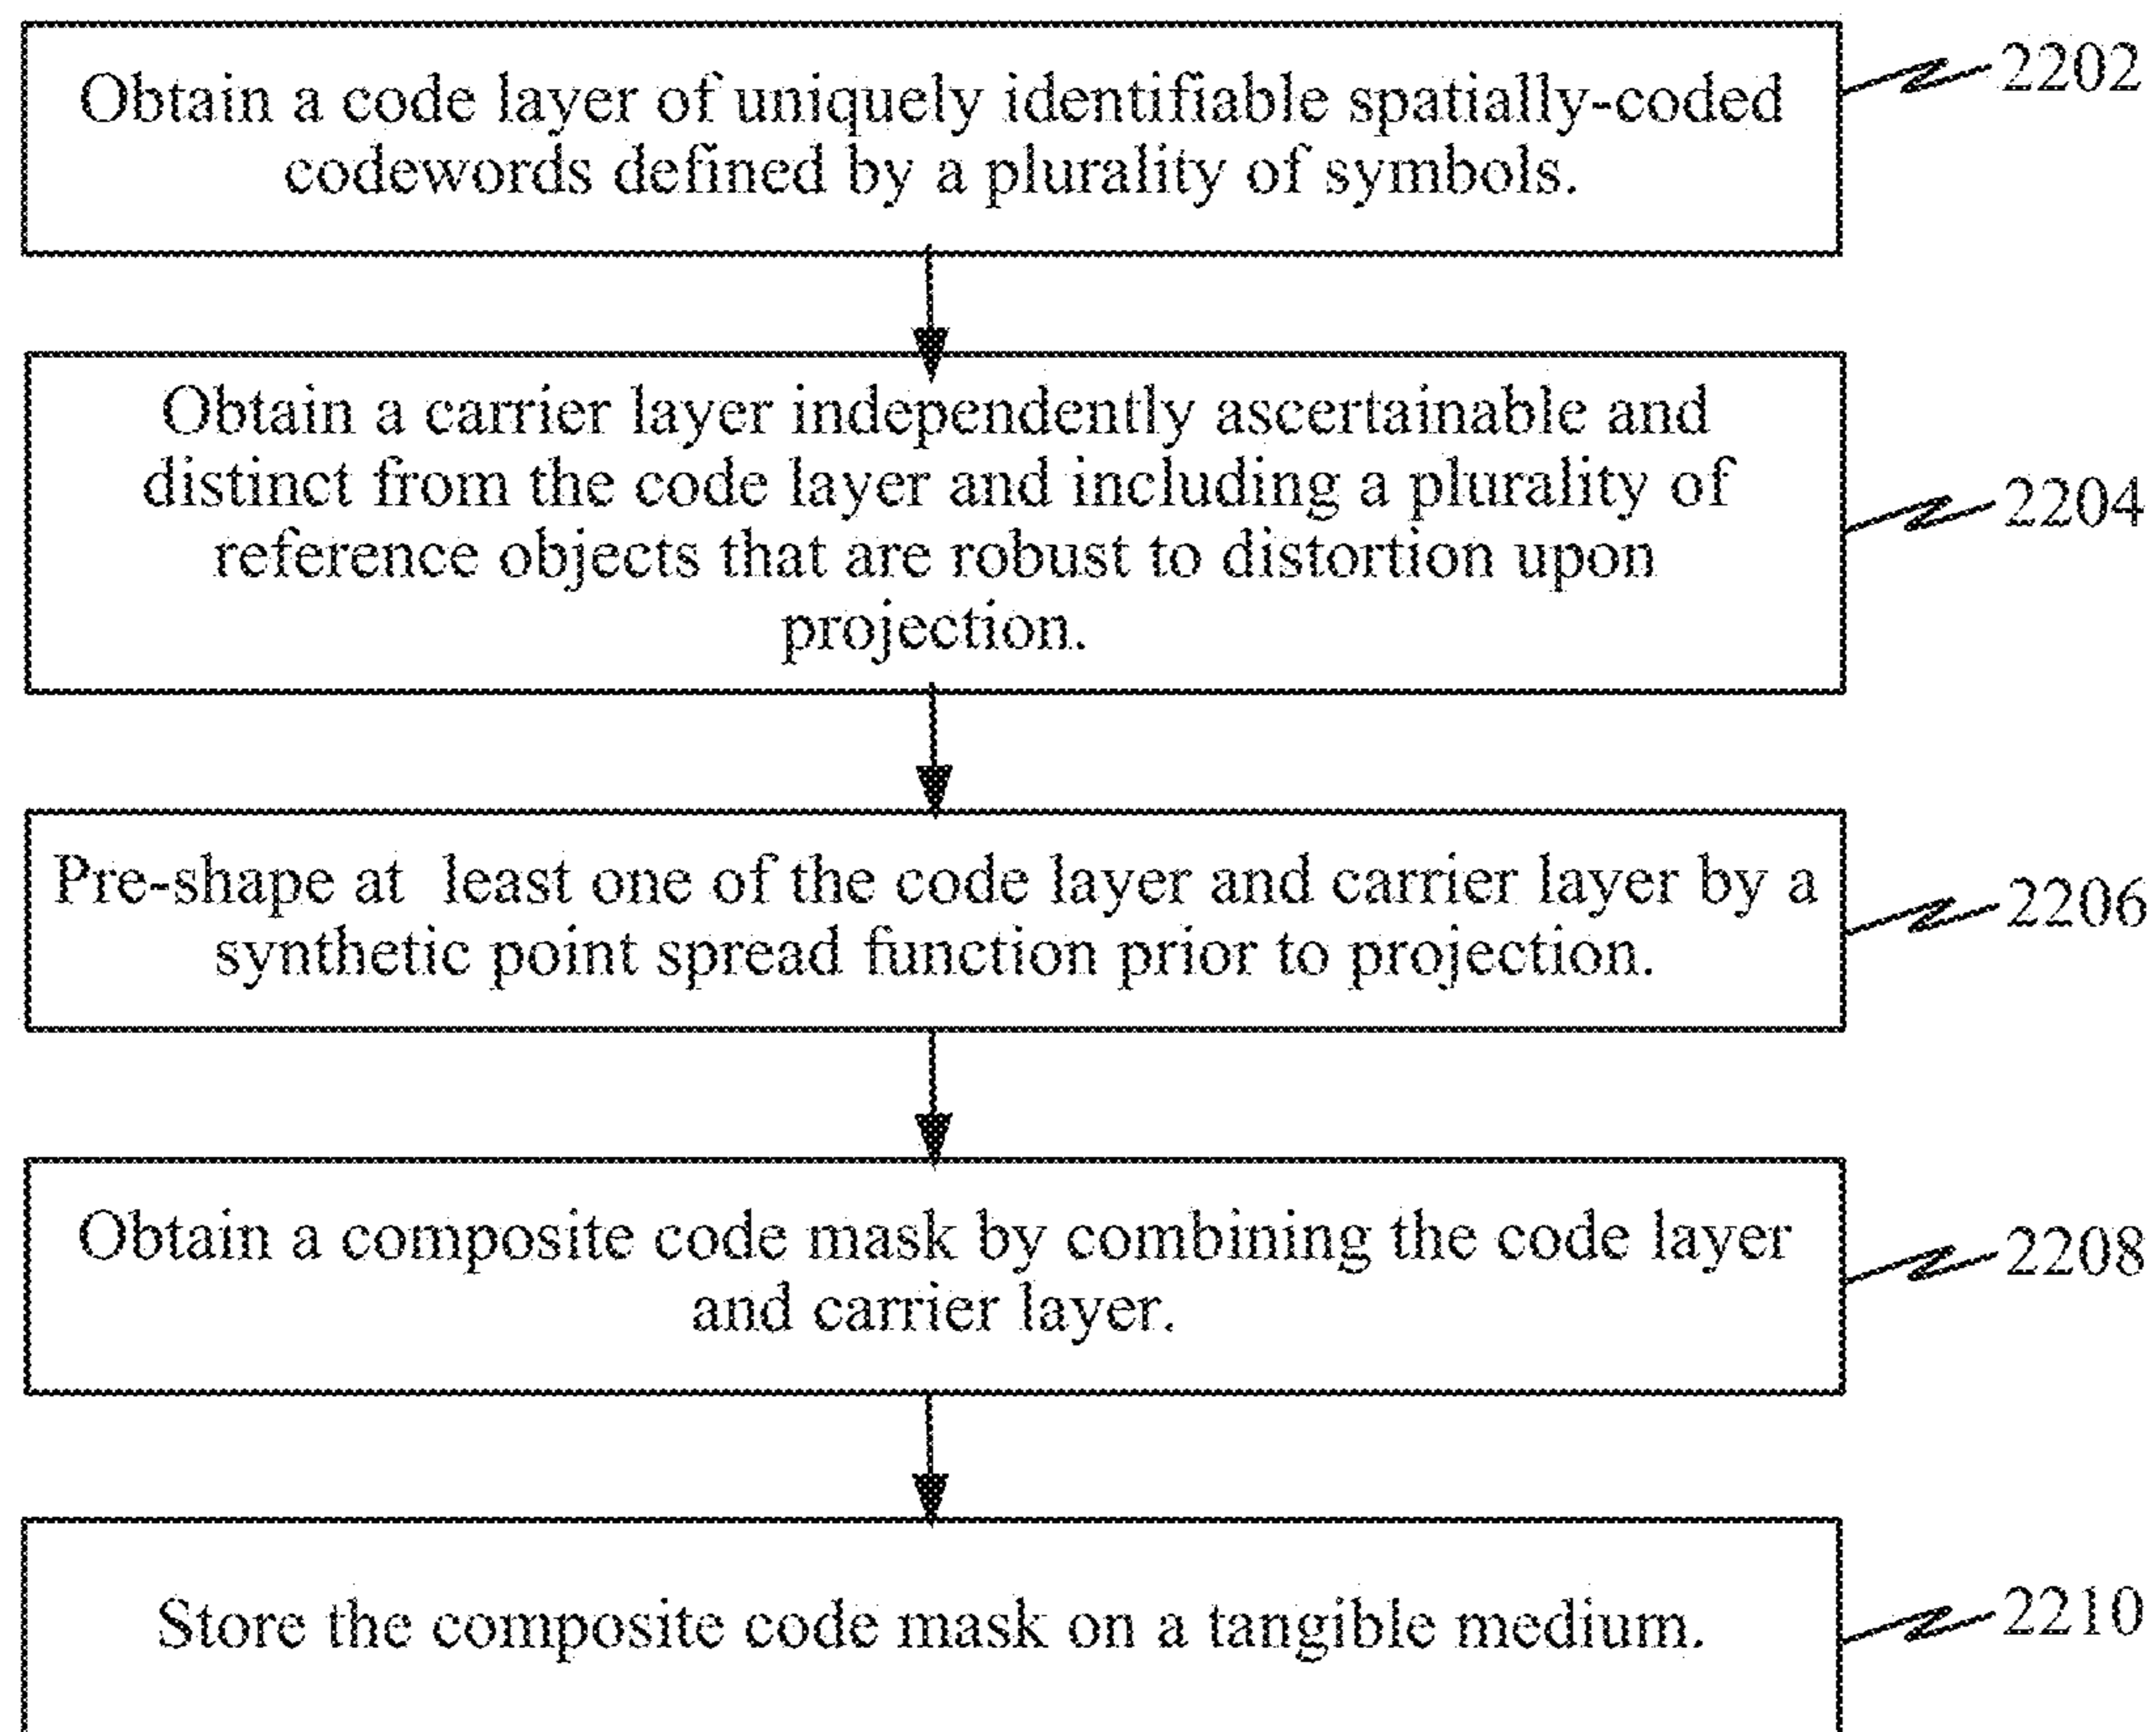 Obtain a code layer of uniquely identifiable spatially-coded
codewords defined by a plurality of symbols.
2202
Obtain a carrier layer independently ascertainable and
distinct from the code layer and including a plurality of
reference objects that are robust to distortion upon
projection.
2204
Pre-shape at least one of the code layer and carrier layer by a
synthetic point spread function prior to projection.
2206
Obtain a composite code mask by combining the code layer
and carrier layer.
2208
Store the composite code mask on a tangible medium.
2210